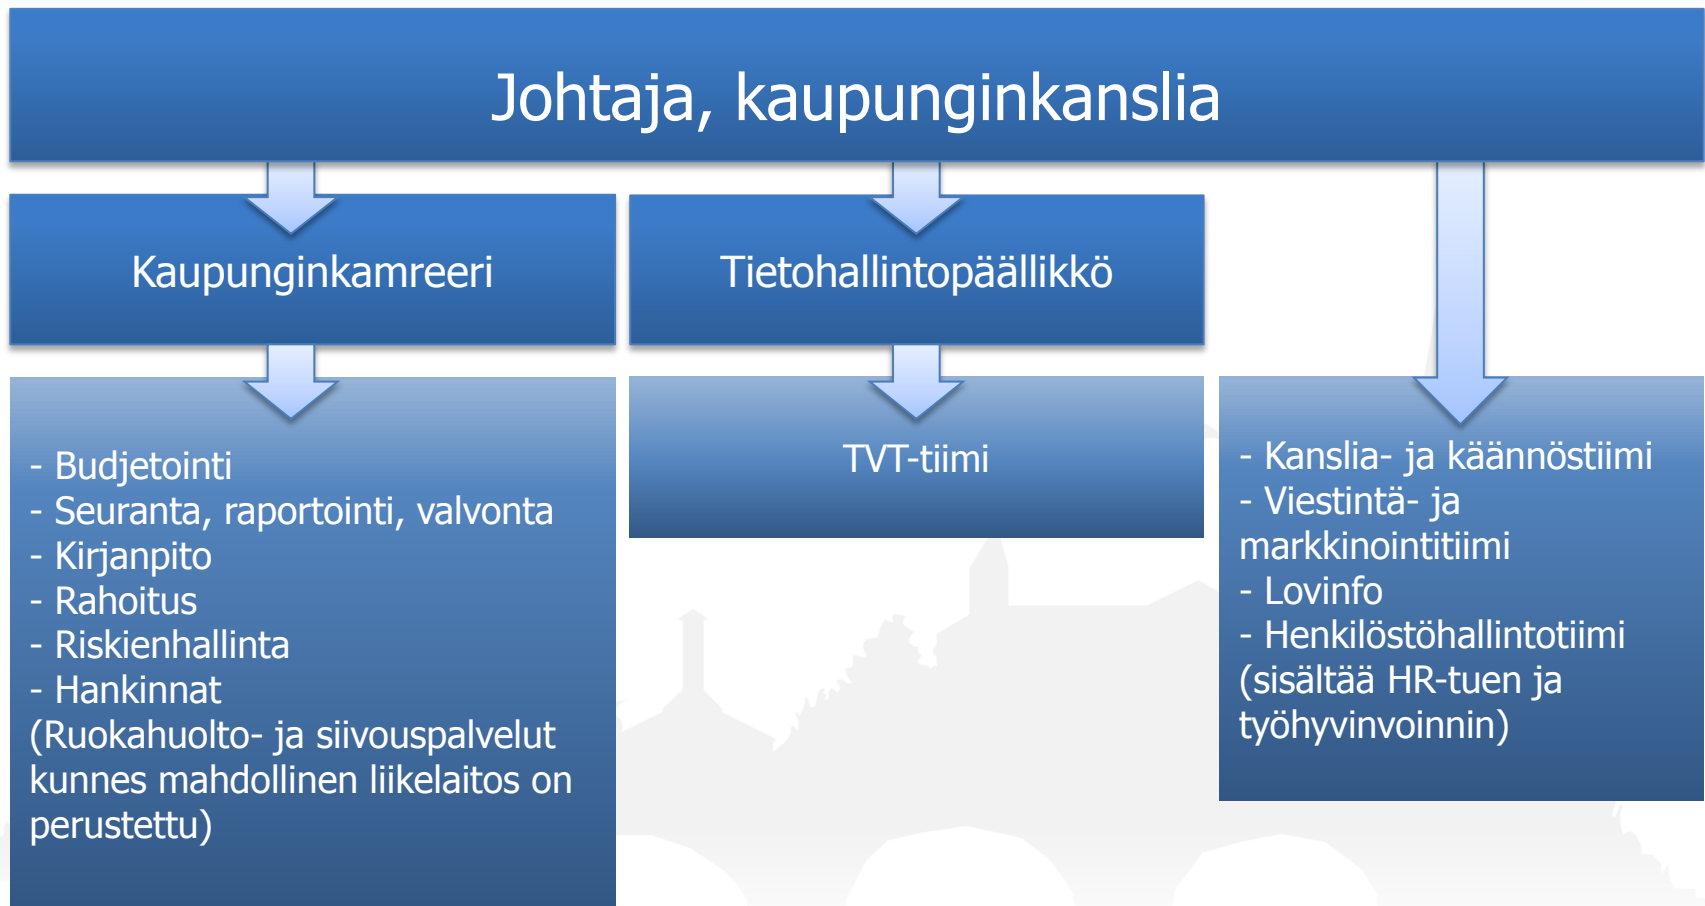 Johtaja, kaupunginkanslia
Kaupunginkamreeri
Tietohallintopäällikkö
- Budjetointi
- Seuranta, raportointi, valvonta
- Kirjanpito
- Rahoitus
- Riskienhallinta
- Hankinnat
(Ruokahuolto- ja siivouspalvelut
kunnes mahdollinen liikelaitos on
perustettu)
TVT-tiimi
- Kanslia- ja käännöstiimi
- Viestintä- ja
markkinointitiimi
- Lovinfo
- Henkilöstöhallintotiimi
(sisältää HR-tuen ja
työhyvinvoinnin)